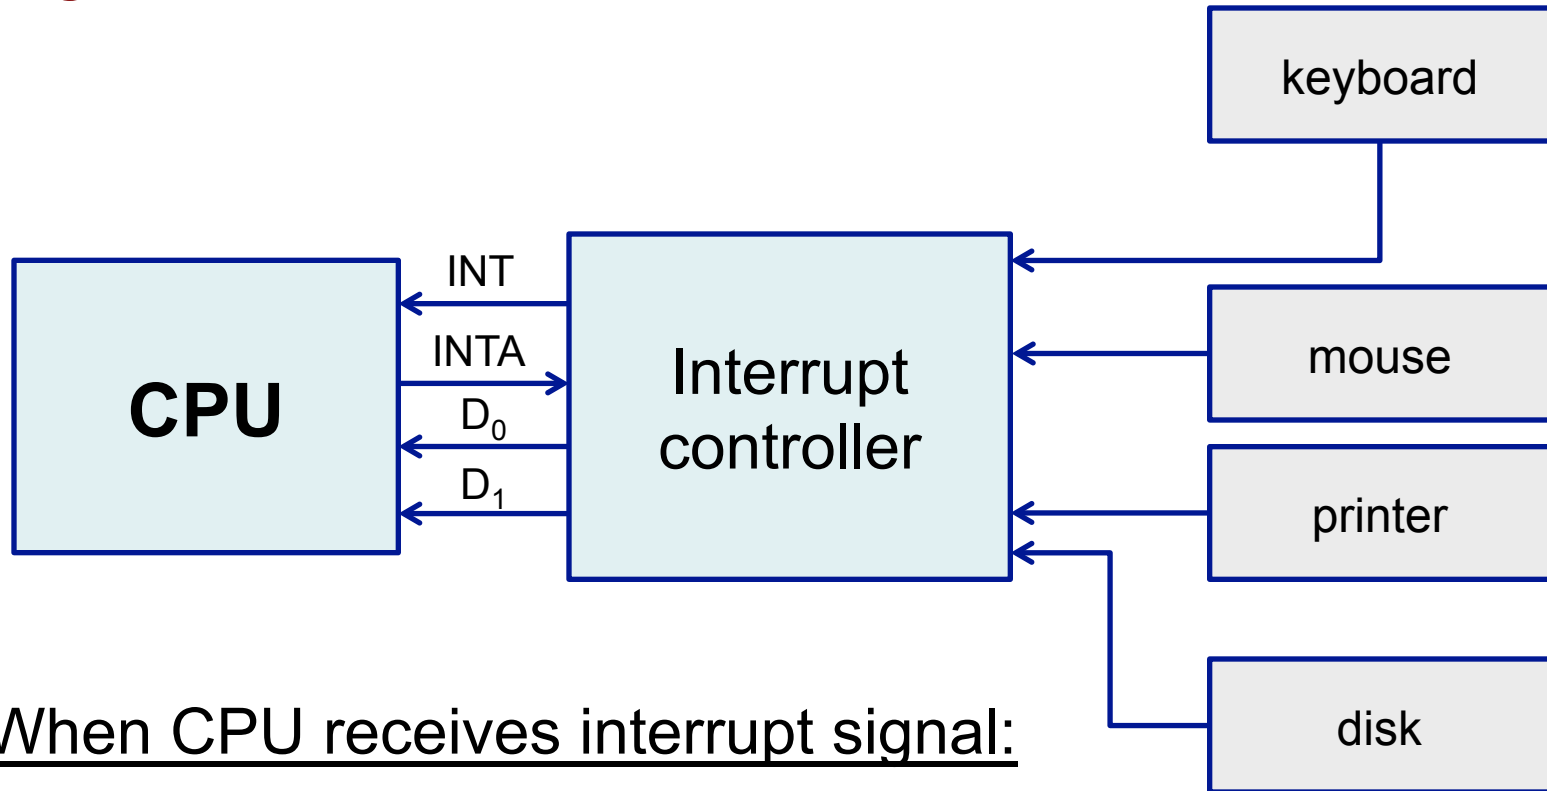 keyboard
INT
INTA
CPU
D₀
D₁
Interrupt
controller
mouse
printer
disk
When CPU receives interrupt signal: